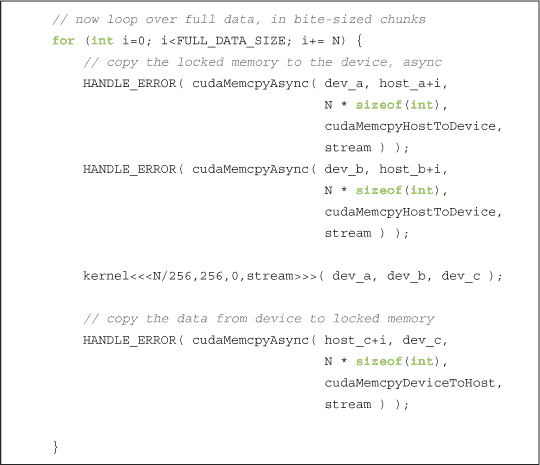 // now loop over full data, in bite-sized chunks
for (int i=0; i<FULL_DATA_SIZE; i+= N) {
// copy the locked memory to the device, async
HANDLE_ERROR( cudaMemcpyAsync( dev_a, host_a+i,
N * sizeof(int),
cudaMemcpyHostToDevice,
stream ) );
HANDLE_ERROR( cudaMemcpyAsync( dev_b, host_b+i,
N * sizeof(int),
cudaMemcpyHostToDevice,
stream ) );
kernel<<<N/256,256,0,stream>>>( dev_a, dev_b, dev_c );
// copy the data from device to locked memory
HANDLE_ERROR( cudaMemcpyAsync( host_c+i, dev_c,
N * sizeof(int),
cudaMemcpyDeviceToHost,
stream ) );
}